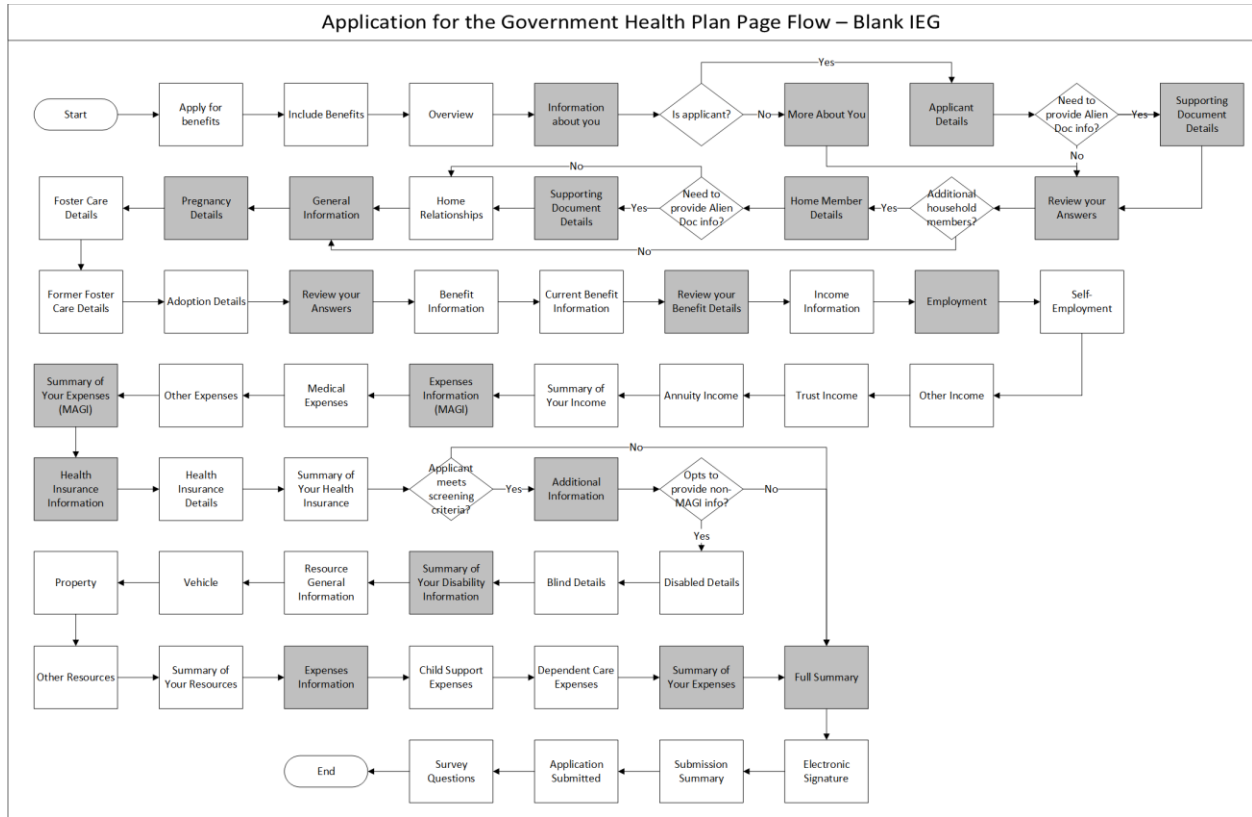 Application for the Government Health Plan Page Flow – Blank IEG
Yes
Start
Apply for
benefits
Include Benefits
Overview
Information
about you
Is applicant?
No
More About You
Applicant
Details
Need to
provide Alien
Doc info?
Yes
Supporting
Document
Details
No
No
Foster Care
Details
Pregnancy
Details
General
Information
Home
Relationships
Supporting
Document
Details
Yes
Need to
provide Alien
Doc info?
Home Member
Details
Yes
Additional
household
members?
Review your
Answers
No
Former Foster
Care Details
Adoption Details
Review your
Answers
Benefit
Information
Current Benefit
Information
Review your
Benefit Details
Income
Information
Employment
Self-
Employment
Summary of
Your Expenses
(MAGI)
Other Expenses
Medical
Expenses
Expenses
Information
(MAGI)
Summary of
Your Income
Annuity Income
Trust Income
Other Income
No
Health
Insurance
Information
Health
Insurance
Details
Summary of
Your Health
Insurance
Applicant
meets
screening
criteria?
Yes
Additional
Information
Opts to
provide non-
MAGI info?
No
Yes
Property
Vehicle
Resource
General
Information
Summary of
Your Disability
Information
Blind Details
Disabled Details
Other Resources
Summary of
Your Resources
Expenses
Information
Child Support
Expenses
Dependent Care
Expenses
Summary of
Your Expenses
Full Summary
End
Survey
Questions
Application
Submitted
Submission
Summary
Electronic
Signature